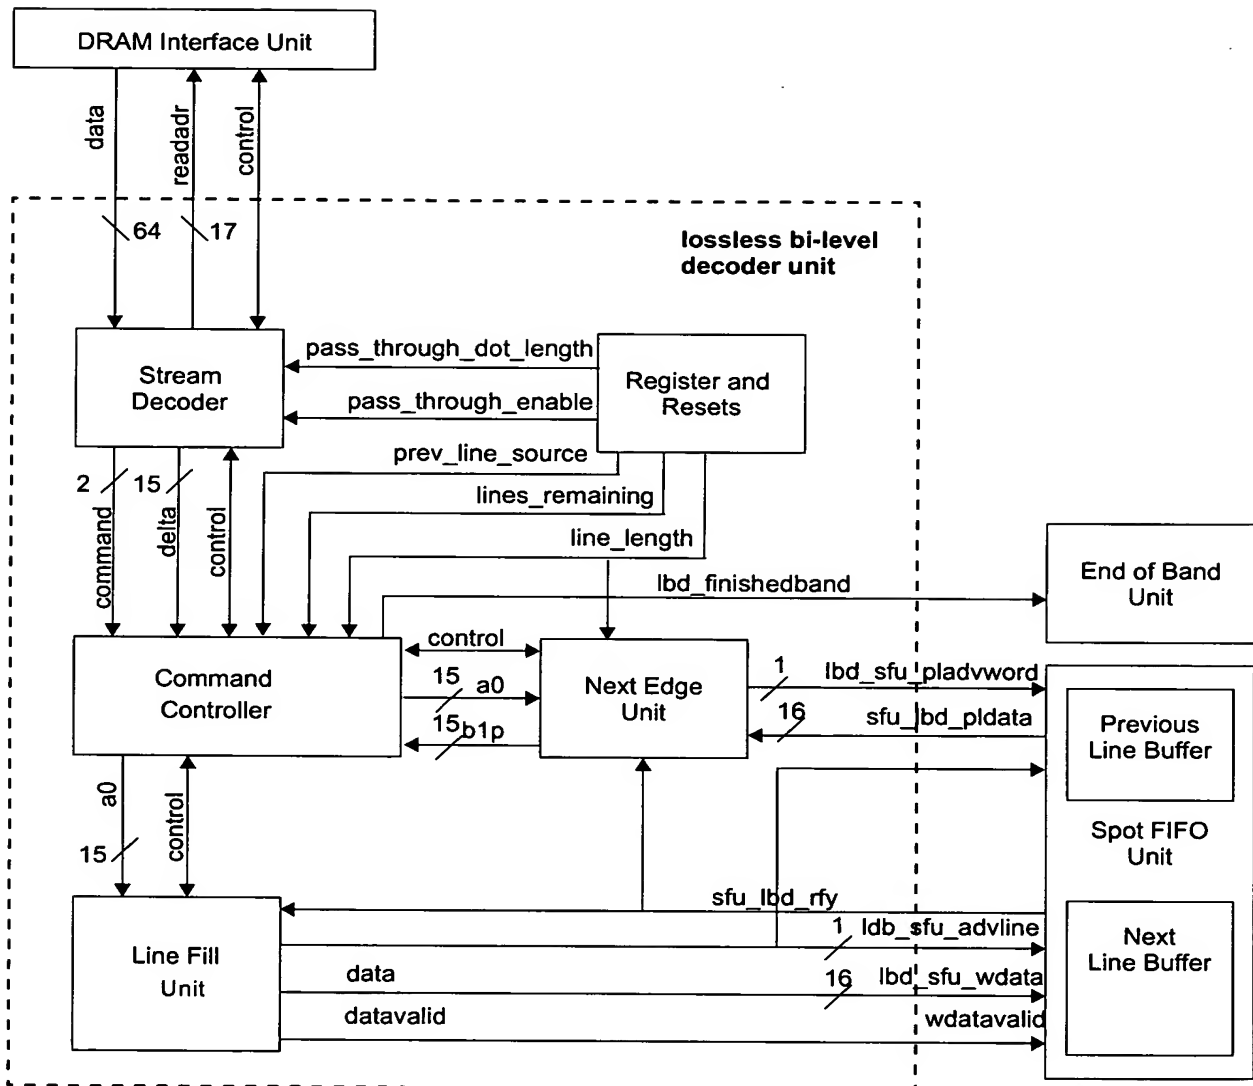 DRAM Interface Unit
data
readadr
control
64
17
lossless bi-level
decoder unit
Stream
Decoder
pass_through_dot_length
pass_through_enable
Register and
Resets
prev_line_source
lines_remaining
line_length
2
15
command
delta
control
lbd_finishedband
End of Band
Unit
Command
Controller
control
15
a0
15
b1p
Next Edge
Unit
1
lbd_sfu_pladvword
16
sfu_lbd_pldata
Previous
Line Buffer
Spot FIFO
Unit
a0
control
15
sfu_lbd_rfy
1
ldb_sfu_advline
Next
Line Buffer
Line Fill
Unit
data
16
lbd_sfu_wdata
datavalid
wdatavalid